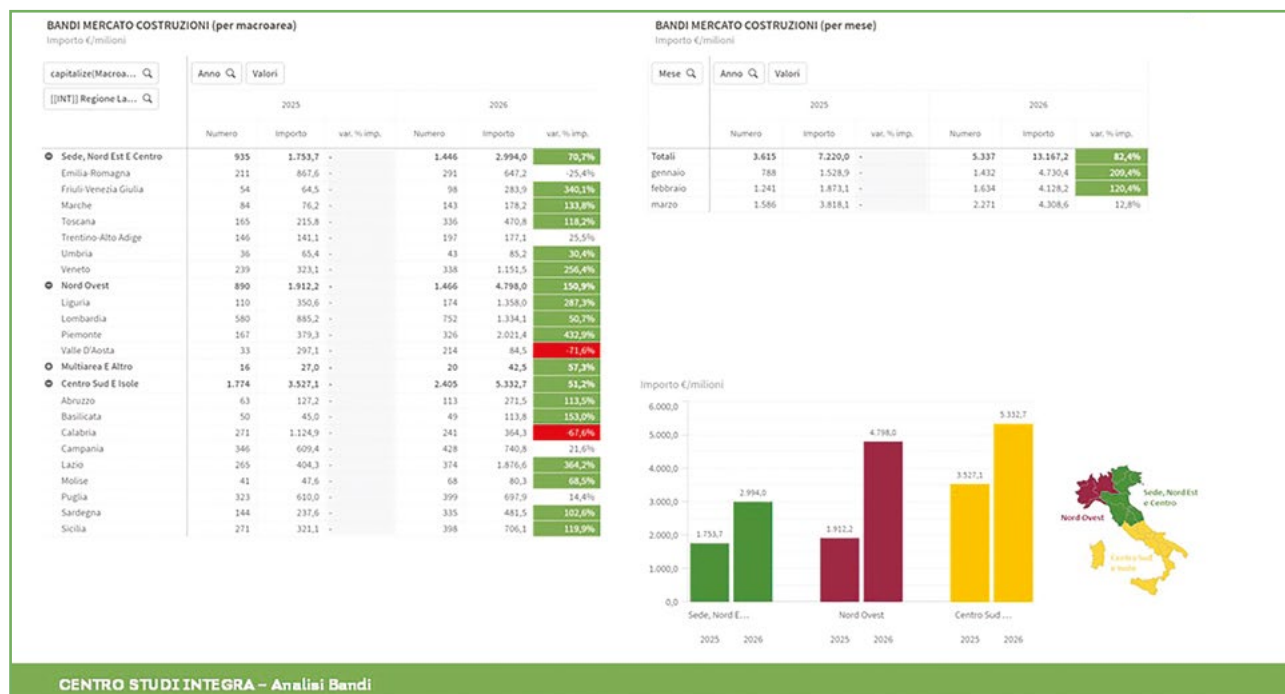 BANDI MERCATO COSTRUZIONI (per macroarea)
Importo €/milioni
capitalize(Macroa...
[[INT]] Regione La...
Anno Valori
2025 2026
Numero Importo var. % imp. Numero Importo var. % imp.
Sede, Nord Est E Centro 935 1.753,7 - 1.446 2.994,0 70,7%
Emilia-Romagna 211 867,6 - 291 647,2 -25,4%
Friuli-Venezia Giulia 54 64,5 - 98 283,9 340,1%
Marche 84 76,2 - 143 178,2 133,8%
Toscana 165 215,8 - 336 470,8 118,2%
Trentino-Alto Adige 146 141,1 - 197 177,1 25,5%
Umbria 36 65,4 - 43 85,2 30,4%
Veneto 239 323,1 - 338 1.151,5 256,4%
Nord Ovest 890 1.912,2 - 1.466 4.798,0 150,9%
Liguria 110 350,6 - 174 1.358,0 287,3%
Lombardia 580 885,2 - 752 1.334,1 50,7%
Piemonte 167 379,3 - 326 2.021,4 432,9%
Valle D'Aosta 33 297,1 - 214 84,5 -71,6%
Multiarea E Altro 16 27,0 - 20 42,5 57,3%
Centro Sud E Isole 1.774 3.527,1 - 2.405 5.332,7 51,2%
Abruzzo 63 127,2 - 113 271,5 113,5%
Basilicata 50 45,0 - 49 113,8 153,0%
Calabria 271 1.124,9 - 241 364,3 -67,6%
Campania 346 609,4 - 428 740,8 21,6%
Lazio 265 404,3 - 374 1.876,6 364,2%
Molise 41 47,6 - 68 80,3 68,5%
Puglia 323 610,0 - 399 697,9 14,4%
Sardegna 144 237,6 - 335 481,5 102,6%
Sicilia 271 321,1 - 398 706,1 119,9%
BANDI MERCATO COSTRUZIONI (per mese)
Importo €/milioni
Mese Anno Valori
2025 2026
Numero Importo var. % imp. Numero Importo var. % imp.
Totali 3.615 7.220,0 - 5.337 13.167,2 82,4%
gennaio 788 1.528,9 - 1.432 4.730,4 209,4%
febbraio 1.241 1.873,1 - 1.634 4.128,2 120,4%
marzo 1.586 3.818,1 - 2.271 4.308,6 12,8%
Importo €/milioni
6.000,0
5.000,0
4.000,0
3.000,0
2.000,0
1.000,0
0,0
1.753,7
2.994,0
1.912,2
4.798,0
3.527,1
5.332,7
Sede, Nord E... Nord Ovest Centro Sud ...
2025 2026 2025 2026 2025 2026
Sede, Nord Est
e Centro
Nord Ovest
Centro Sud
e Isole
CENTRO STUDI INTEGRA – Analisi Bandi